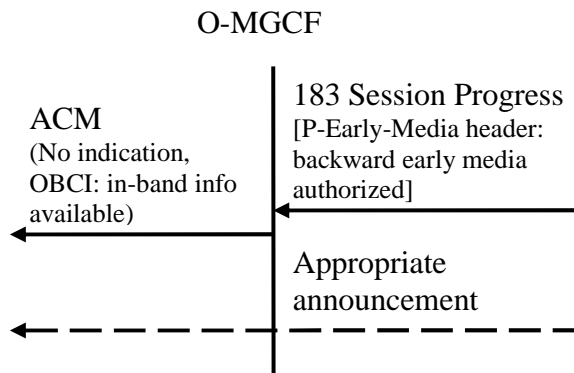 O-MGCF
ACM
(No indication,
OBCI: in-band info
available)
183 Session Progress
[P-Early-Media header:
backward early media
authorized]
Appropriate
announcement